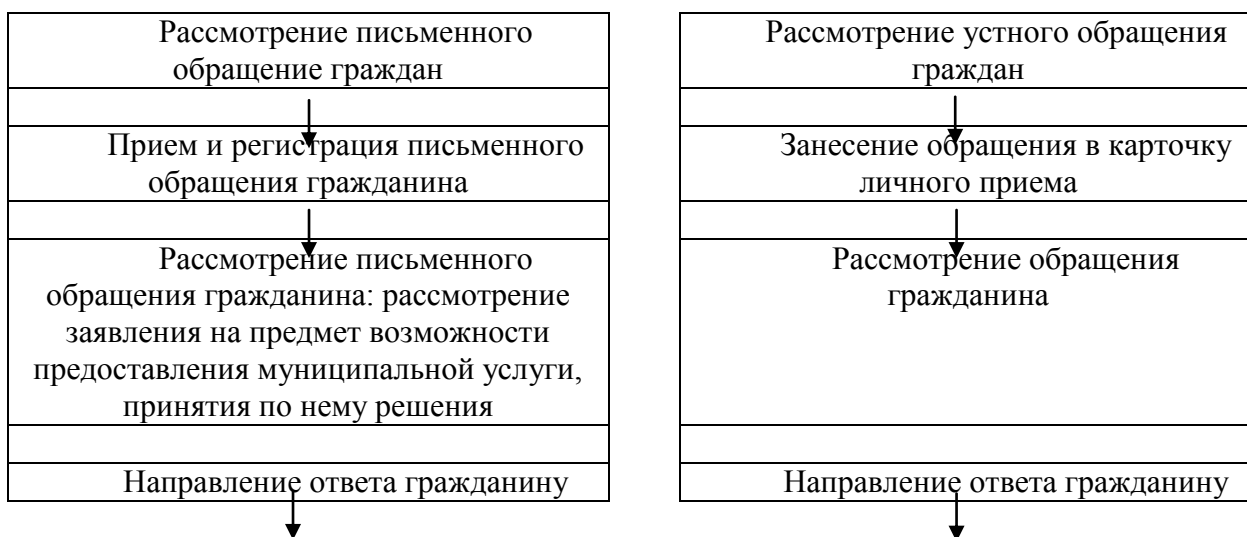 Рассмотрение письменного
обращение граждан
Прием и регистрация письменного
обращения гражданина
Рассмотрение письменного
обращения гражданина: рассмотрение
заявления на предмет возможности
предоставления муниципальной услуги,
принятия по нему решения
Направление ответа гражданину
Рассмотрение устного обращения
граждан
Занесение обращения в карточку
личного приема
Рассмотрение обращения
гражданина
Направление ответа гражданину